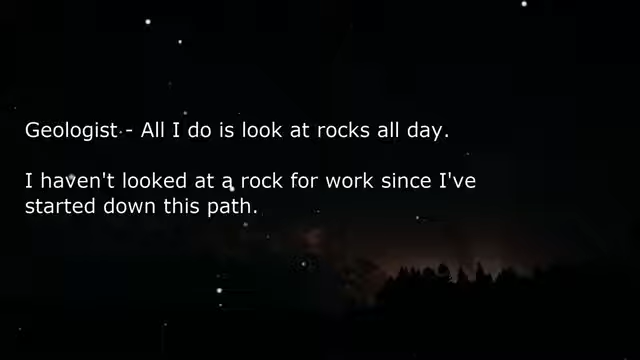 Geologist - All I do is look at rocks all day.
I haven't looked at a rock for work since I've
started down this path.